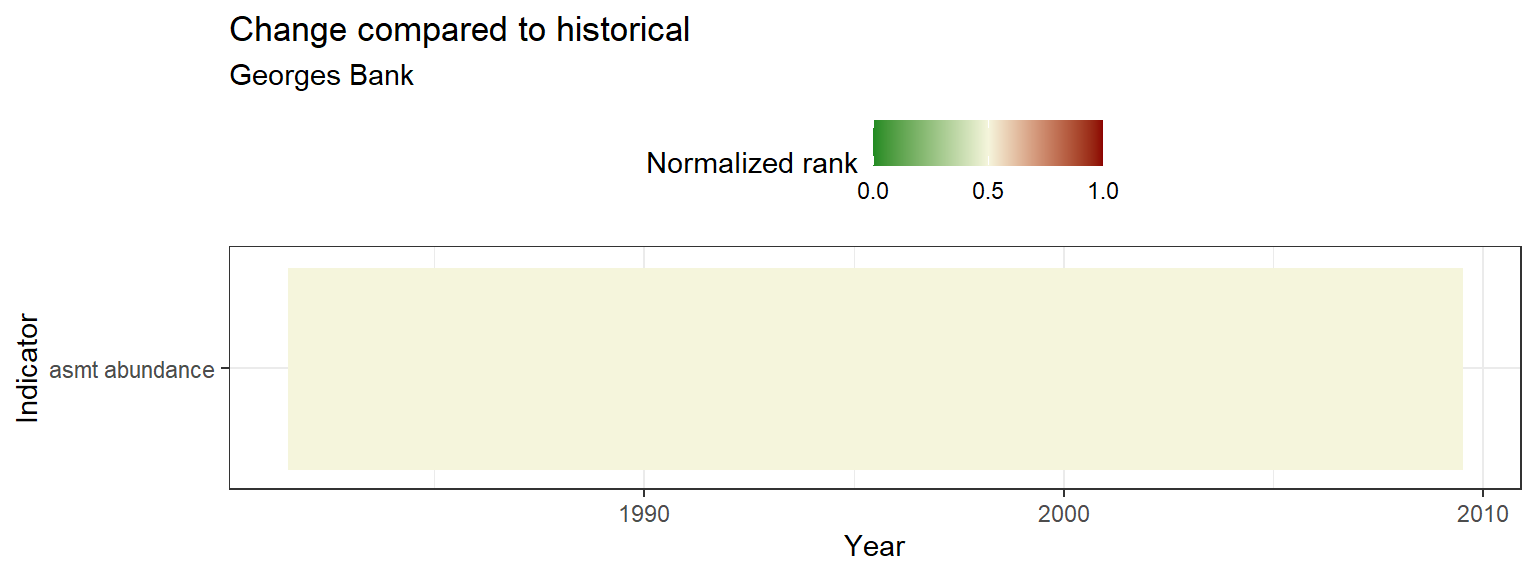 Change compared to historical
Georges Bank
Normalized rank
0.0 0.5 1.0
Indicator
asmt abundance
1990 2000 2010
Year